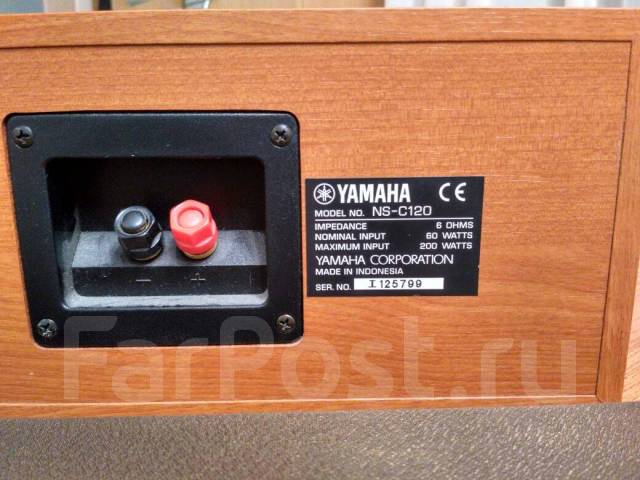 YAMAHA CE
MODEL NO. NS-C120
IMPEDANCE 6 OHMS
NOMINAL INPUT 60 WATTS
MAXIMUM INPUT 200 WATTS
YAMAHA CORPORATION
MADE IN INDONESIA
SER. NO. I125799
− +
FarPost.ru